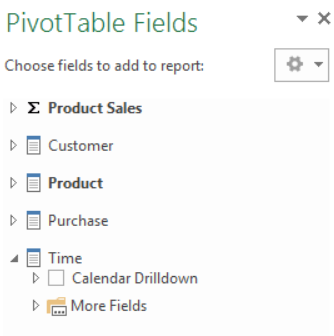 PivotTable Fields
Choose fields to add to report:
Σ Product Sales
Customer
Product
Purchase
Time
Calendar Drilldown
More Fields